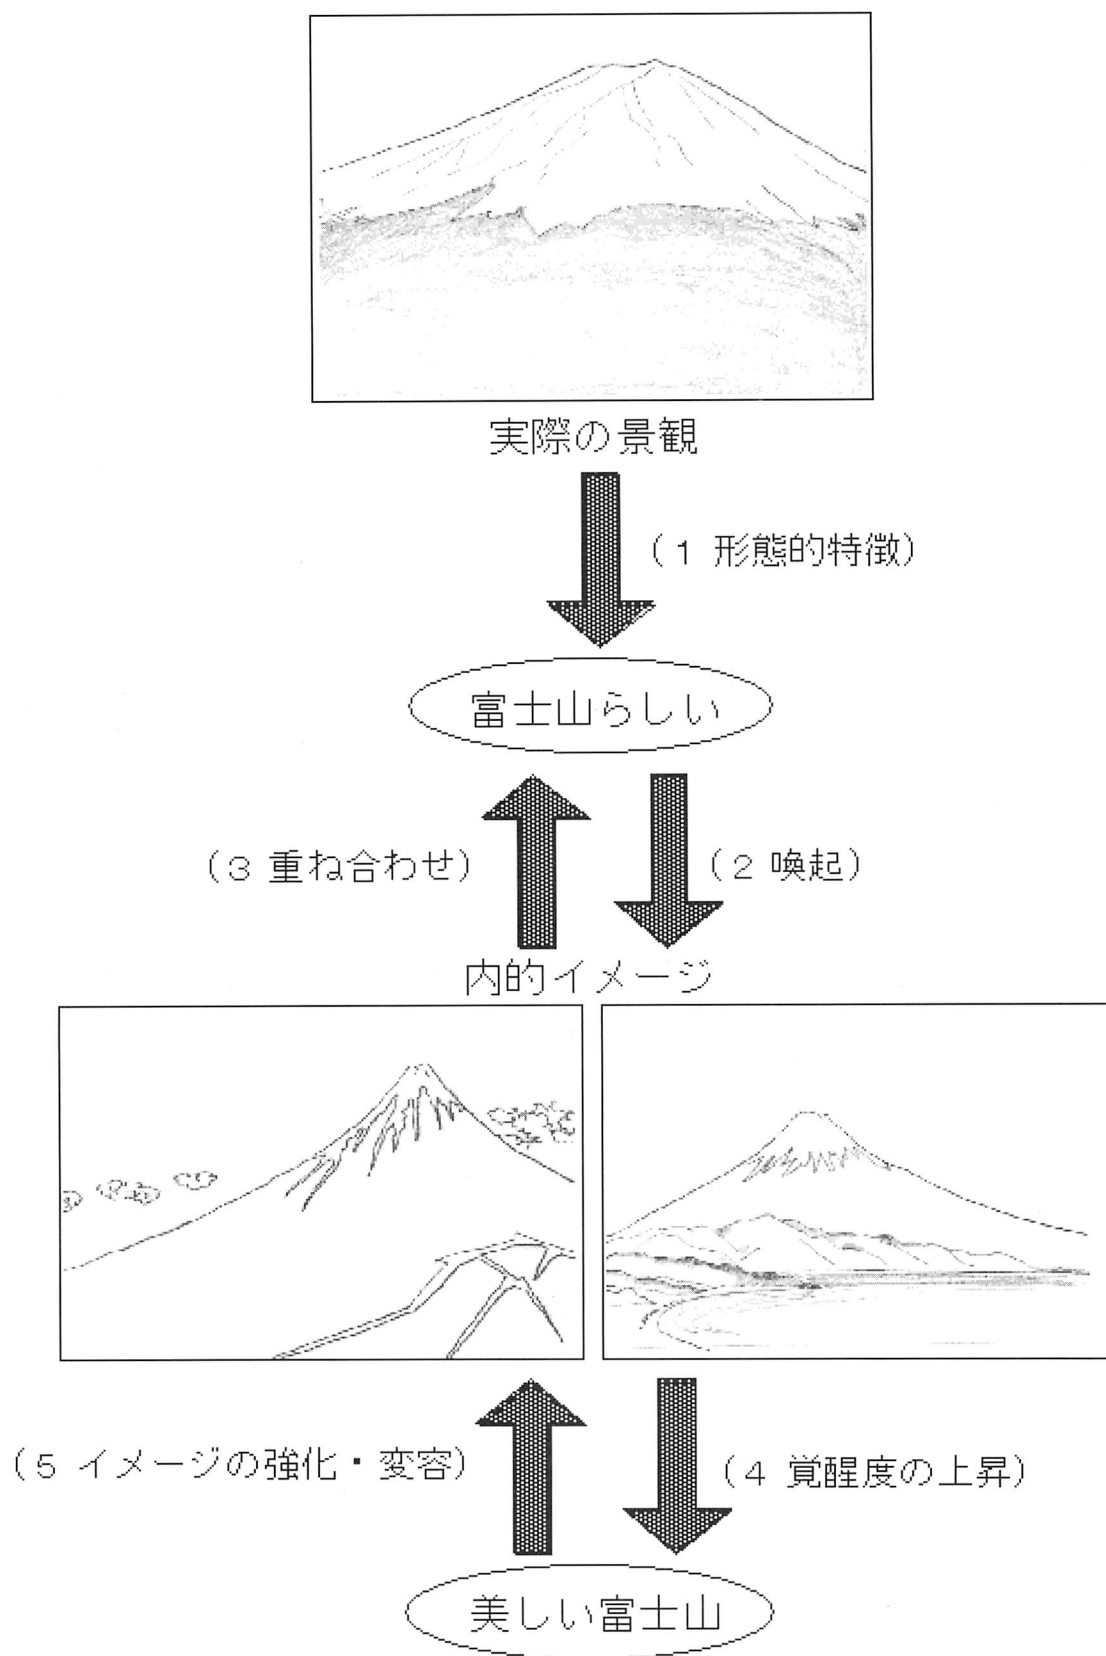 実際の景観
(1 形態的特徴)
富士山らしい
(3 重ね合わせ)
(2 喚起)
内的イメージ
(5 イメージの強化・変容)
(4 覚醒度の上昇)
美しい富士山